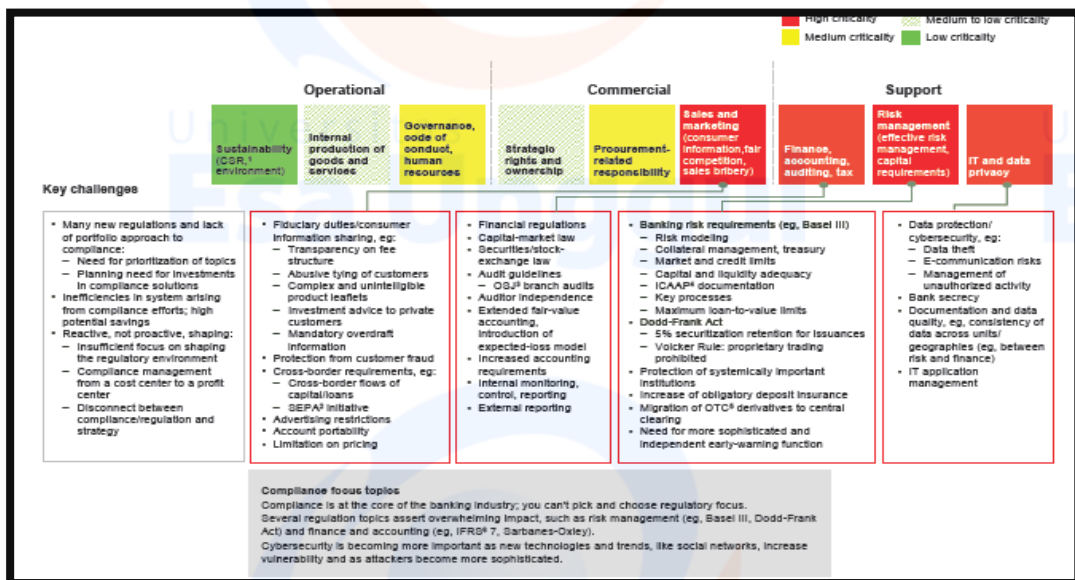 High criticality
Medium to low criticality
Medium criticality
Low criticality
Operational
Commercial
Support
Sustainability
(CSR,¹
environment)
Internal
production of
goods and
services
Governance,
code of
conduct,
human
resources
Strategic
rights and
ownership
Procurement-
related
responsibility
Sales and
marketing
(consumer
information,fair
competition,
sales bribery)
Finance,
accounting,
auditing, tax
Risk
management
(effective risk
management,
capital
requirements)
IT and data
privacy
Key challenges
• Many new regulations and lack
of portfolio approach to
compliance:
– Need for prioritization of topics
– Planning need for investments
in compliance solutions
• Inefficiencies in system arising
from compliance efforts; high
potential savings
• Reactive, not proactive, shaping:
– Insufficient focus on shaping
the regulatory environment
– Compliance management
from a cost center to a profit
center
– Disconnect between
compliance/regulation and
strategy
• Fiduciary duties/consumer
information sharing, eg:
– Transparency on fee
structure
– Abusive tying of customers
– Complex and unintelligible
product leaflets
– Investment advice to private
customers
– Mandatory overdraft
information
• Protection from customer fraud
• Cross-border requirements, eg:
– Cross-border flows of
capital/loans
– SEPA² initiative
• Advertising restrictions
• Account portability
• Limitation on pricing
• Financial regulations
• Capital-market law
• Securities/stock-
exchange law
• Audit guidelines
– OSJ³ branch audits
• Auditor independence
• Extended fair-value
accounting,
introduction of
expected-loss model
• Increased accounting
requirements
• Internal monitoring,
control, reporting
• External reporting
• Banking risk requirements (eg, Basel III)
– Risk modeling
– Collateral management, treasury
– Market and credit limits
– Capital and liquidity adequacy
– ICAAP⁴ documentation
– Key processes
– Maximum loan-to-value limits
• Dodd-Frank Act
– 5% securitization retention for issuances
– Volcker Rule: proprietary trading
prohibited
• Protection of systemically important
institutions
• Increase of obligatory deposit insurance
• Migration of OTC⁵ derivatives to central
clearing
• Need for more sophisticated and
independent early-warning function
• Data protection/
cybersecurity, eg:
– Data theft
– E-communication risks
– Management of
unauthorized activity
• Bank secrecy
• Documentation and data
quality, eg, consistency of
data across units/
geographies (eg, between
risk and finance)
• IT application
management
Compliance focus topics
Compliance is at the core of the banking industry; you can't pick and choose regulatory focus.
Several regulation topics assert overwhelming impact, such as risk management (eg, Basel III, Dodd-Frank
Act) and finance and accounting (eg, IFRS⁶ 7, Sarbanes-Oxley).
Cybersecurity is becoming more important as new technologies and trends, like social networks, increase
vulnerability and as attackers become more sophisticated.